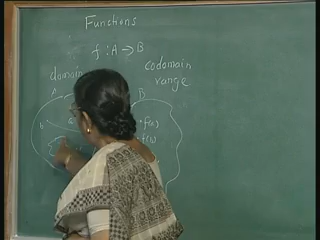 Functions
f : A → B
domain codomain
range
A B
b f(a)
f(b)